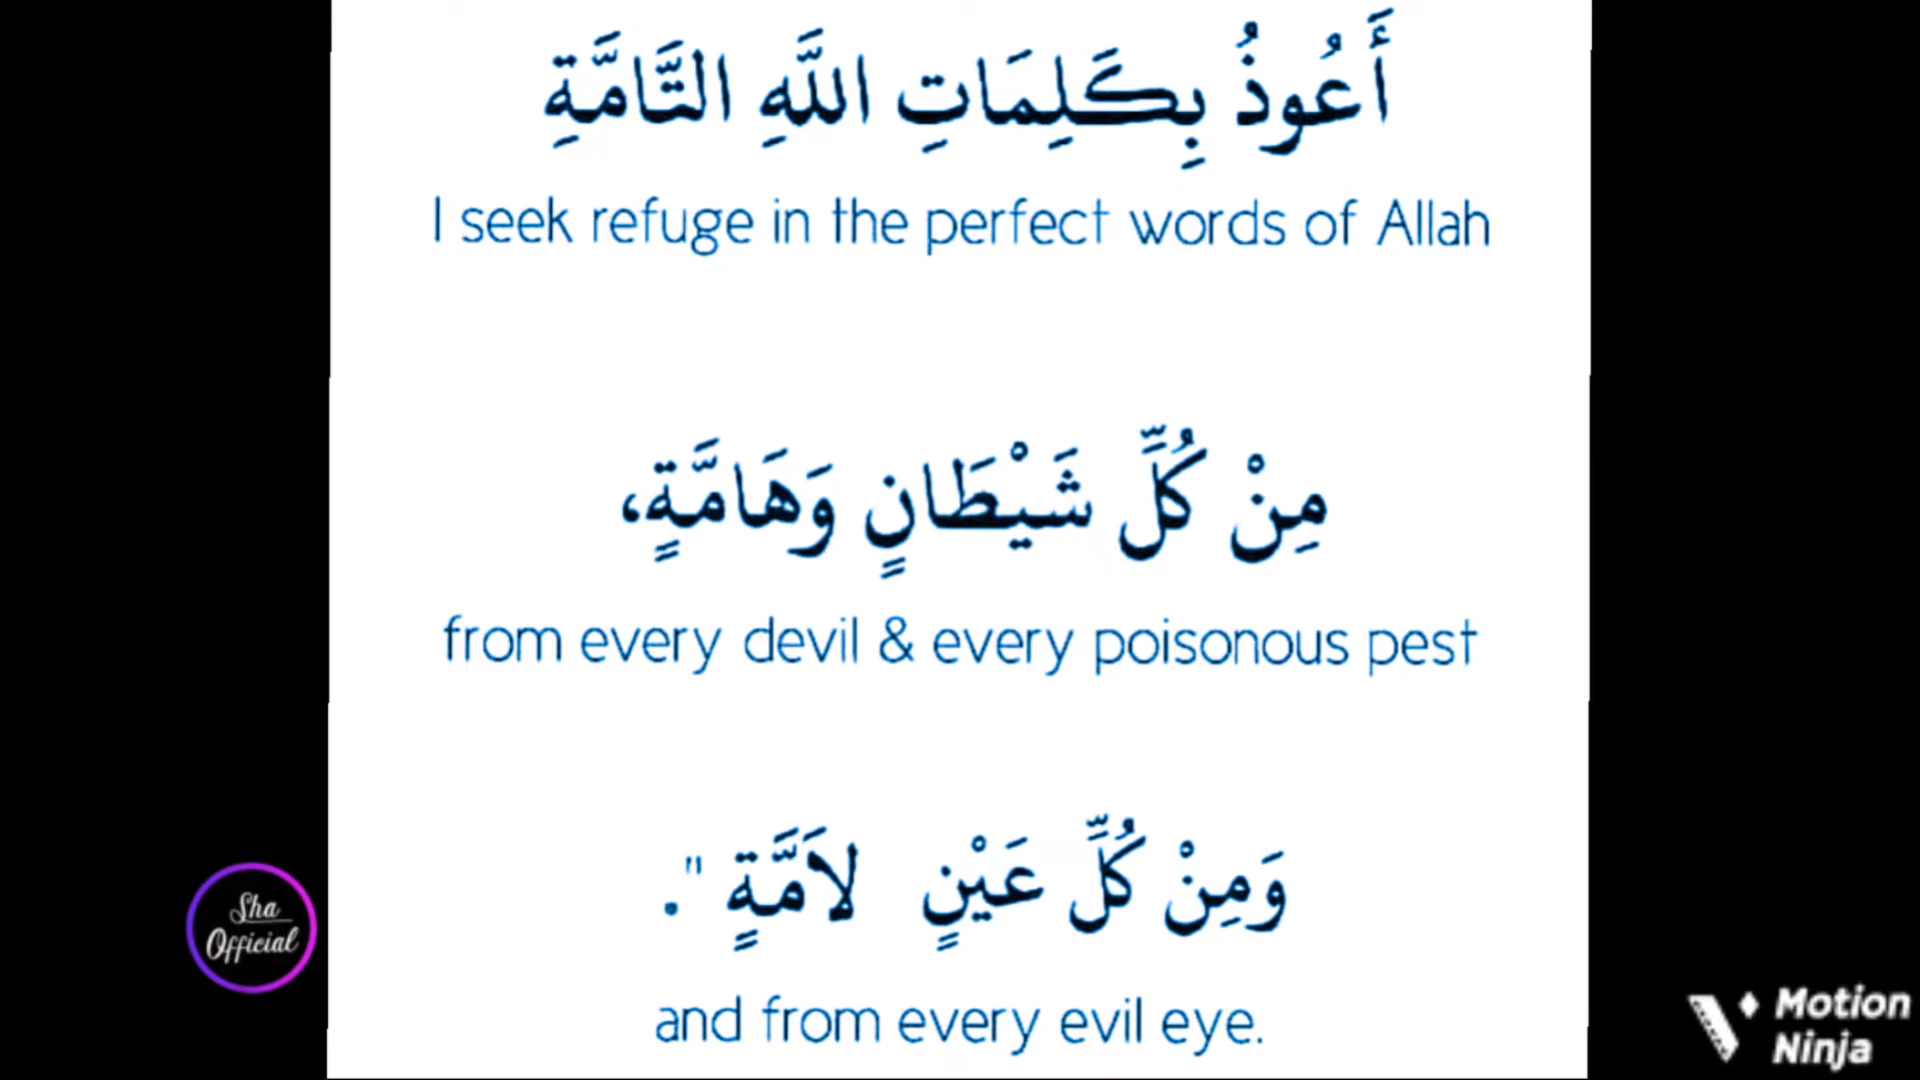 أَعُوذُ بِكَلِمَاتِ اللَّهِ التَّامَّةِ
I seek refuge in the perfect words of Allah
مِنْ كُلِّ شَيْطَانٍ وَهَامَّةٍ،
from every devil & every poisonous pest
وَمِنْ كُلِّ عَيْنٍ لاَمَّةٍ " .
and from every evil eye.
Sha
Official
Motion
Ninja